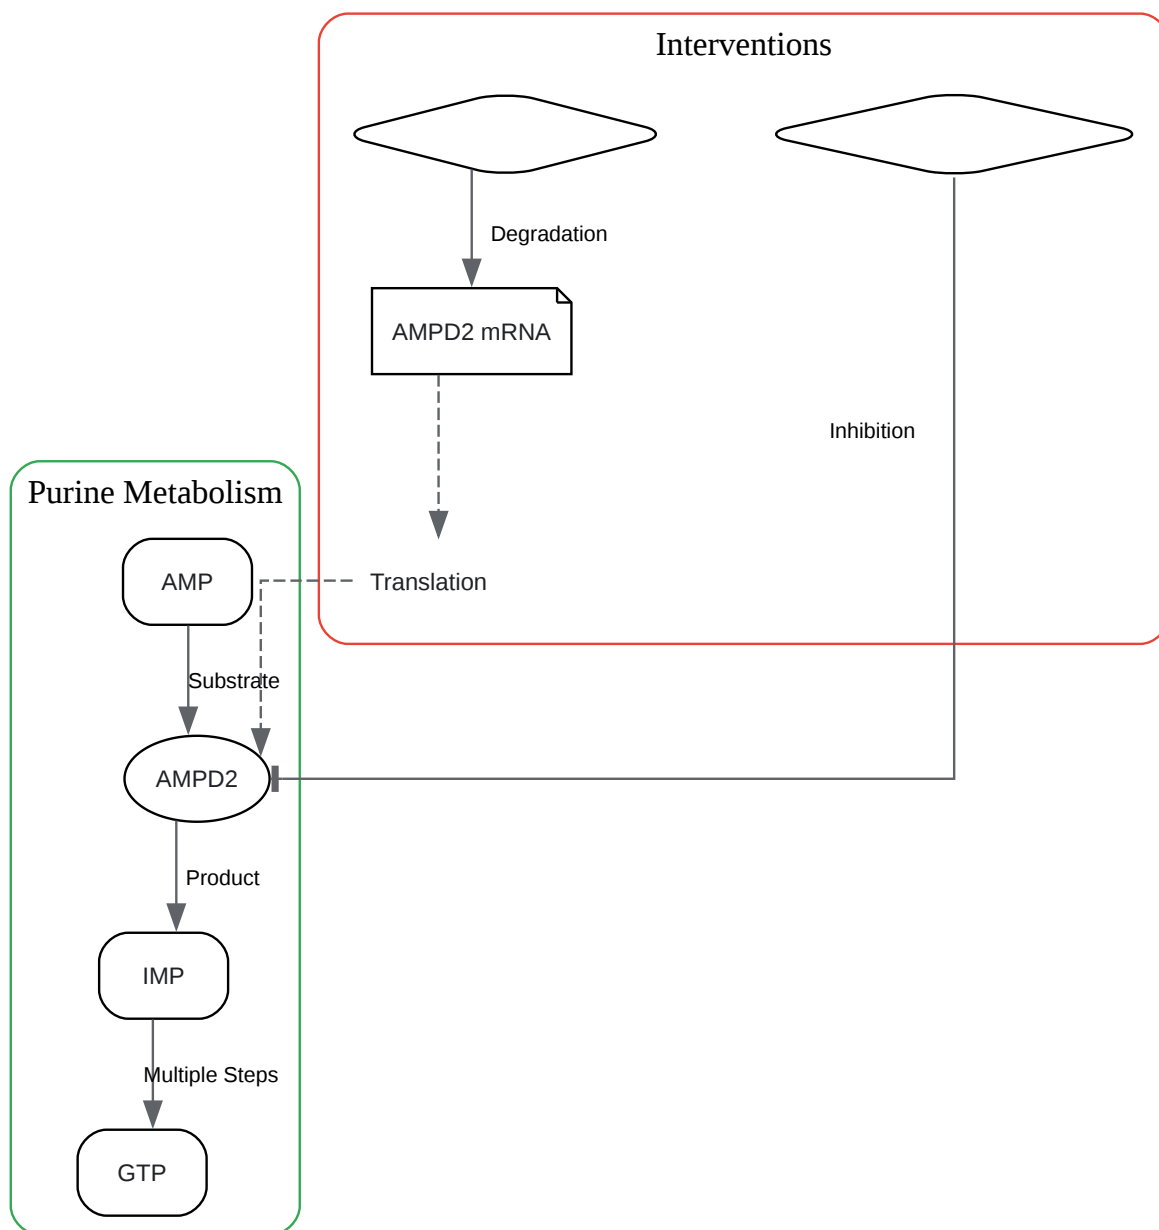 Interventions
Degradation
AMPD2 mRNA
Inhibition
Purine Metabolism
AMP
Translation
Substrate
AMPD2
Product
IMP
Multiple Steps
GTP